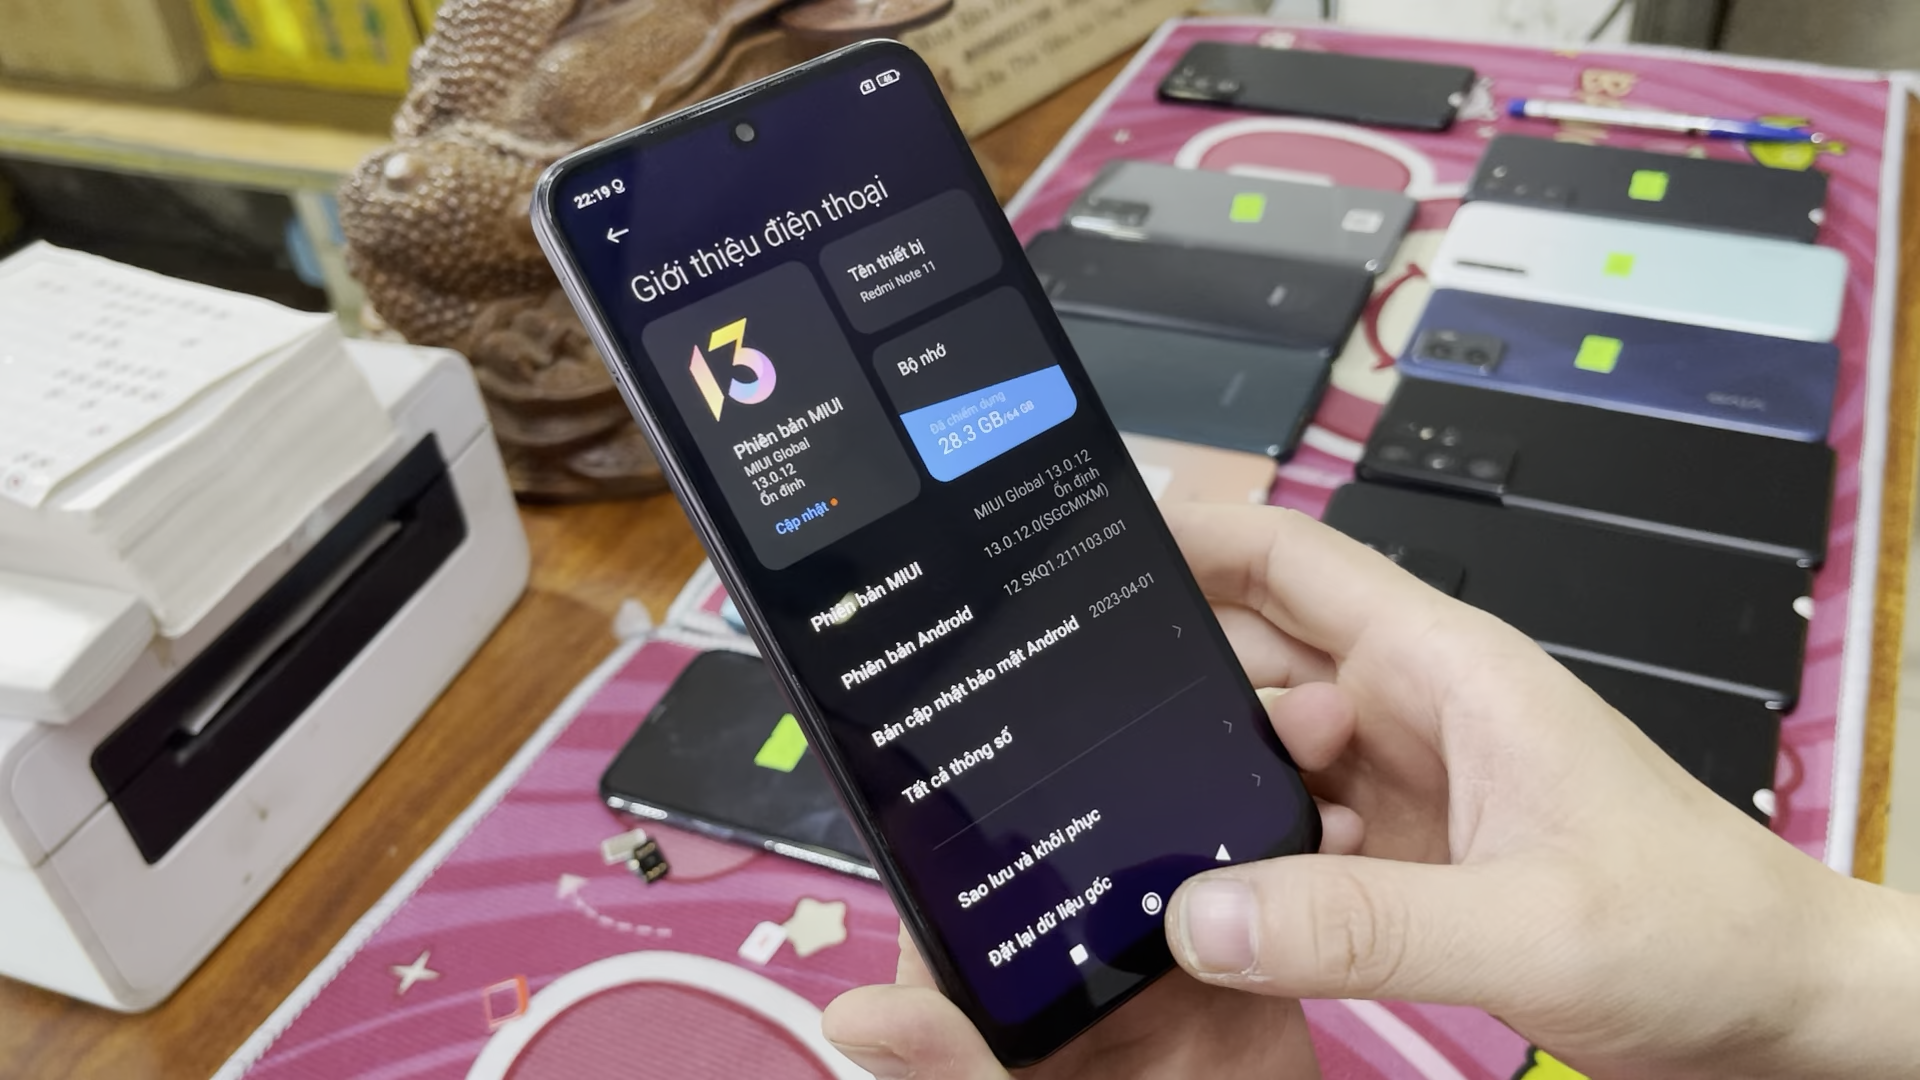 22:19
46
Giới thiệu điện thoại
13
Phiên bản MIUI
MIUI Global
13.0.12
Ổn định
Cập nhật
Tên thiết bị
Redmi Note 11
Bộ nhớ
Đã chiếm dụng
28.3 GB/64 GB
Phiên bản MIUI
MIUI Global 13.0.12
Ổn định
13.0.12.0(SGCMIXM)
Phiên bản Android
12 SKQ1.211103.001
Bản cập nhật bảo mật Android
2023-04-01
Tất cả thông số
Sao lưu và khôi phục
Đặt lại dữ liệu gốc